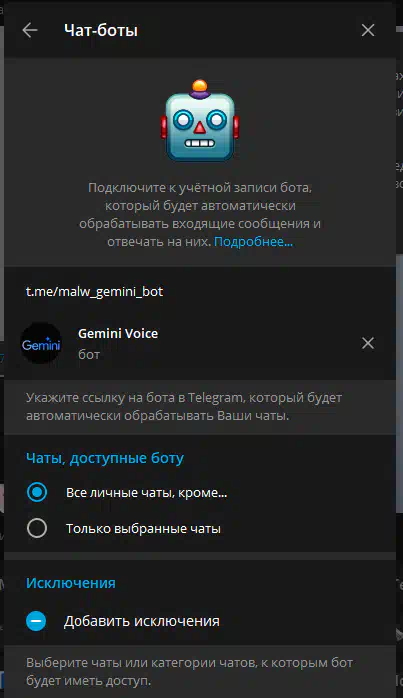 Чат-боты
Подключите к учётной записи бота,
который будет автоматически
обрабатывать входящие сообщения и
отвечать на них. Подробнее...
t.me/malw_gemini_bot
Gemini
Gemini Voice
бот
Укажите ссылку на бота в Telegram, который будет
автоматически обрабатывать Ваши чаты.
Чаты, доступные боту
Все личные чаты, кроме...
Только выбранные чаты
Исключения
Добавить исключения
Выберите чаты или категории чатов, к которым бот
будет иметь доступ.